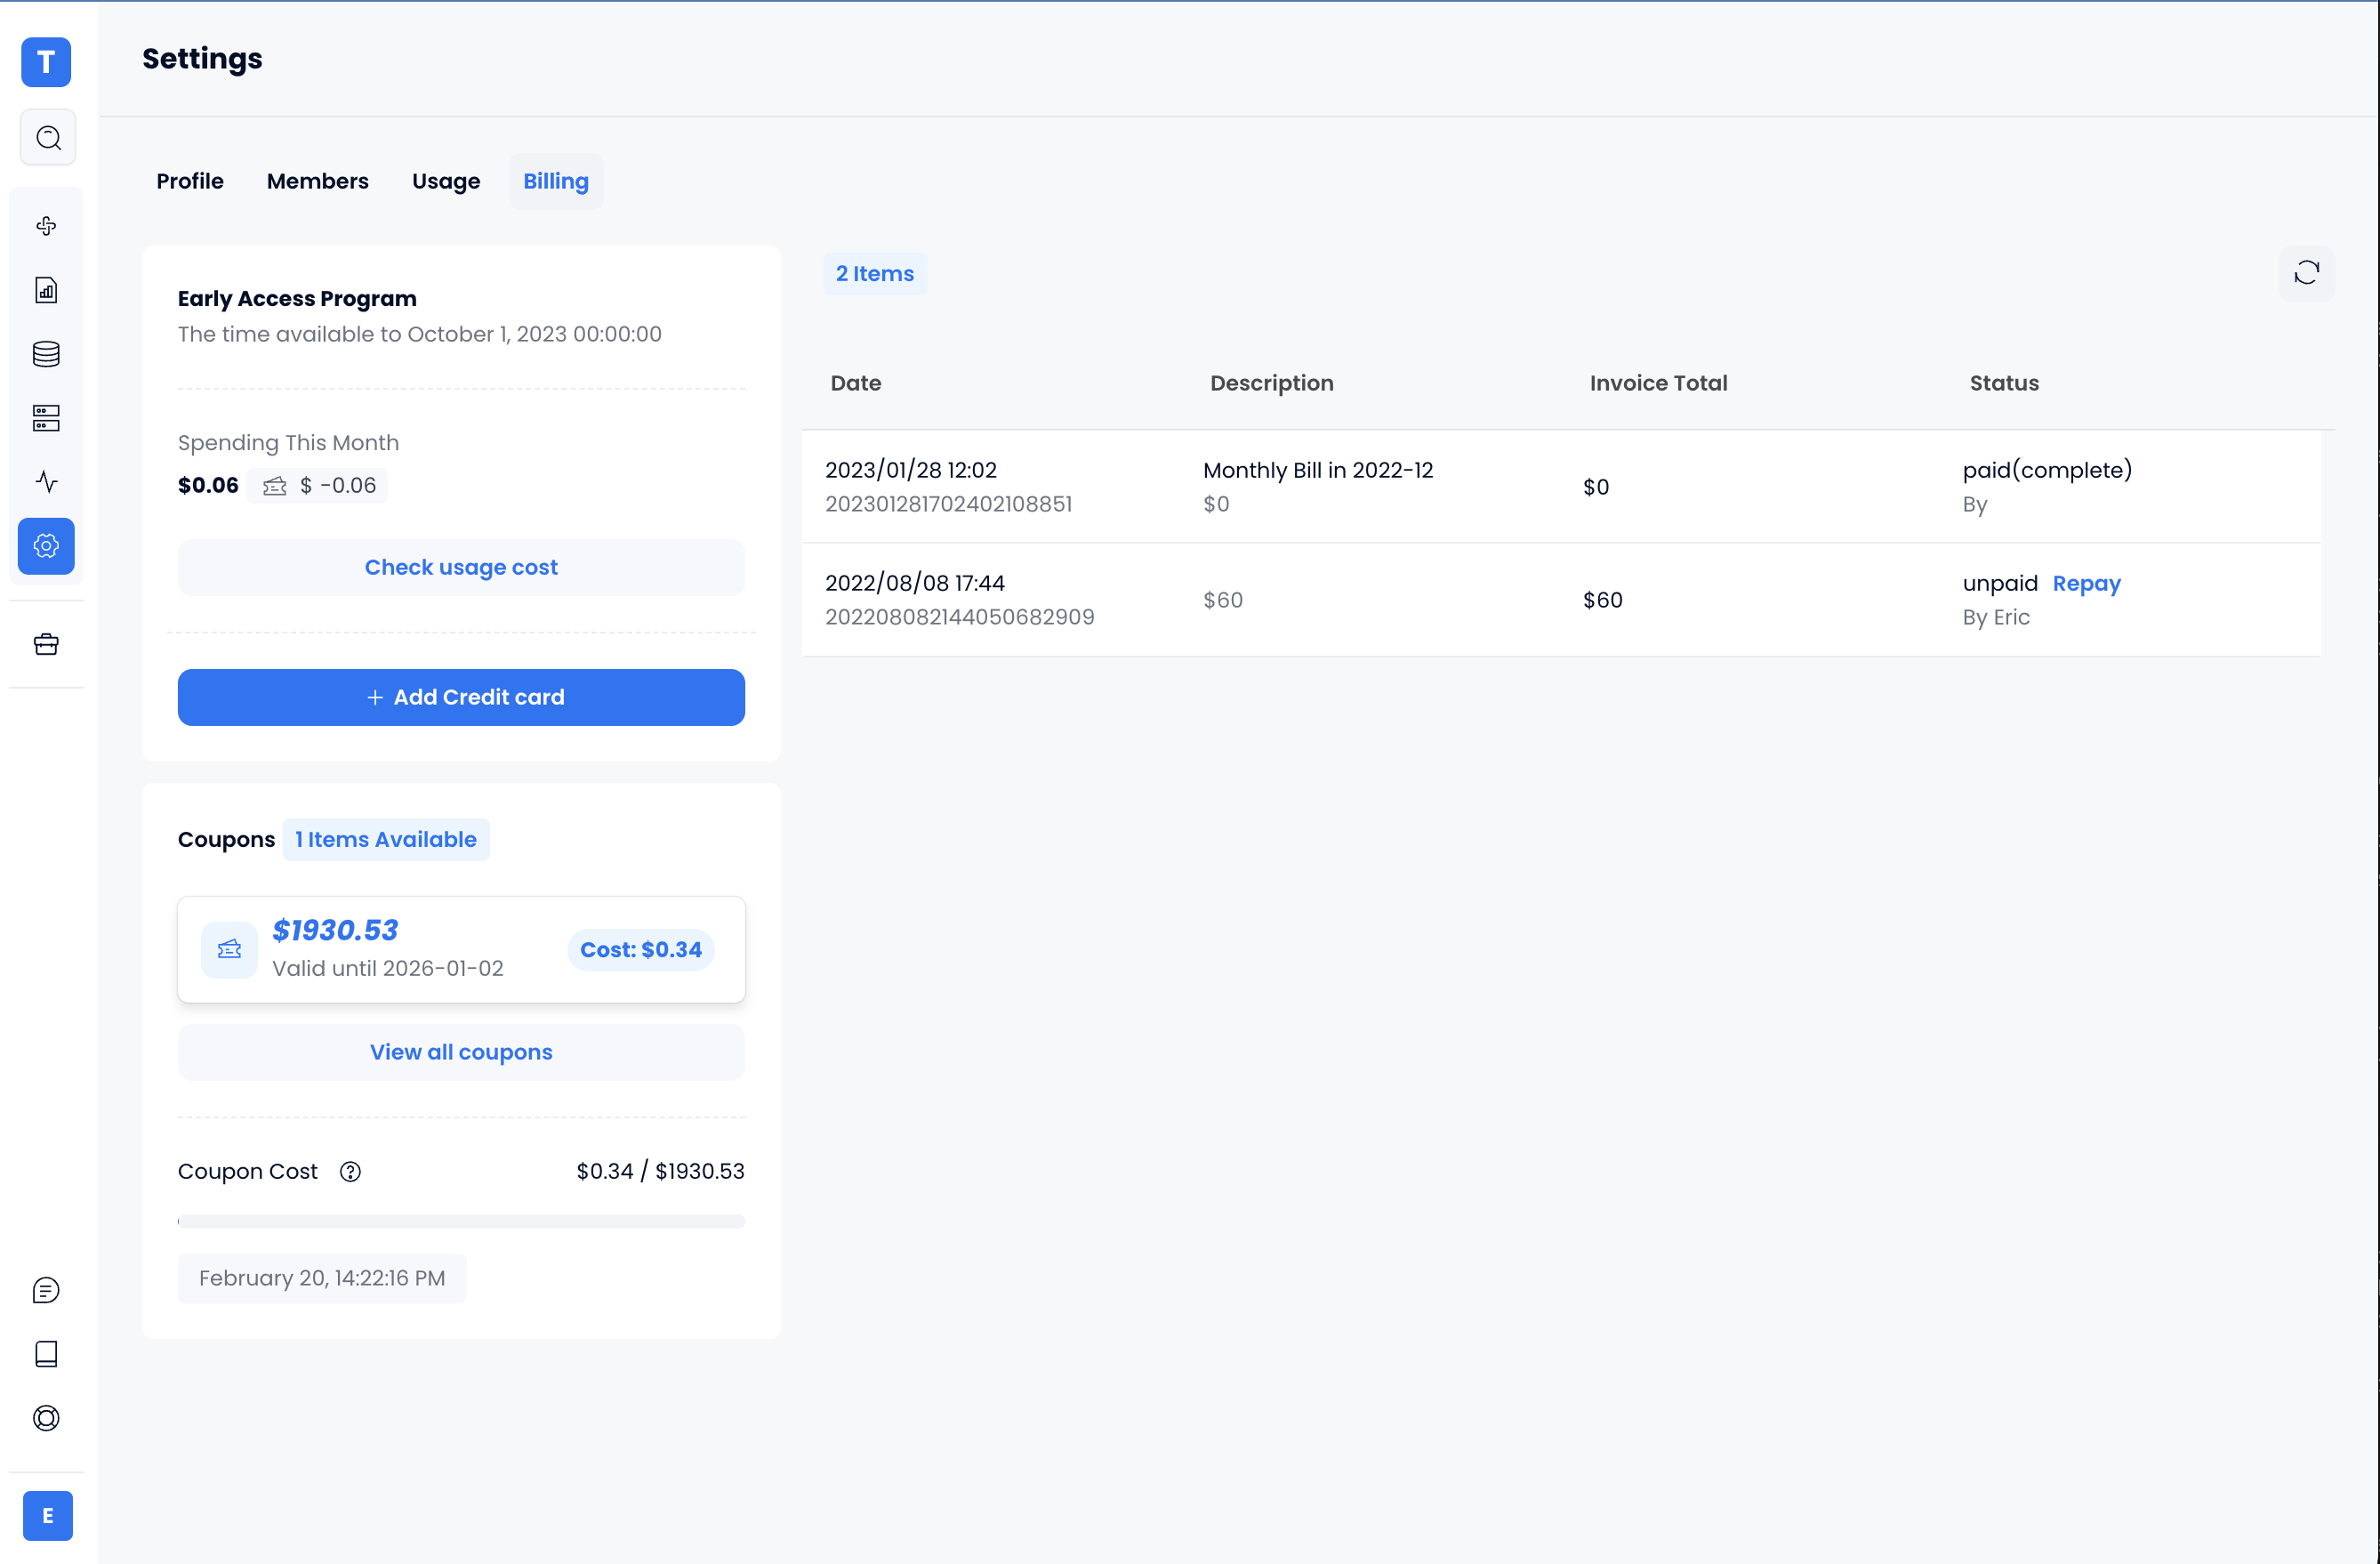 T
Settings
Profile
Members
Usage
Billing
Early Access Program
The time available to October 1, 2023 00:00:00
Spending This Month
$0.06 $ -0.06
Check usage cost
+ Add Credit card
Coupons 1 Items Available
$1930.53
Valid until 2026-01-02
Cost: $0.34
View all coupons
Coupon Cost ? $0.34 / $1930.53
February 20, 14:22:16 PM
2 Items
Date Description Invoice Total Status
2023/01/28 12:02
202301281702402108851
Monthly Bill in 2022-12
$0
$0
paid(complete)
By
2022/08/08 17:44
202208082144050682909
$60
$60
unpaid Repay
By Eric
E